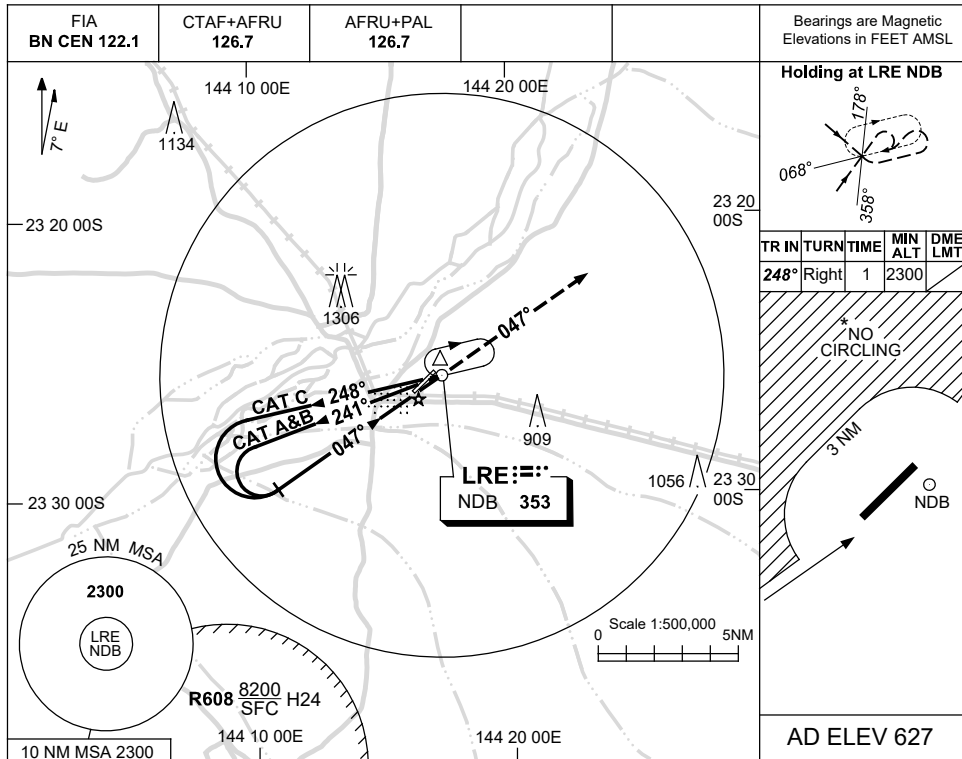 FIA
BN CEN 122.1
CTAF+AFRU
126.7
AFRU+PAL
126.7
Bearings are Magnetic
Elevations in FEET AMSL
7° E
144 10 00E
144 20 00E
1134
23 20 00S
23 20
00S
1306
047°
CAT C
248°
CAT A&B
241°
047°
909
1056
LRE
NDB 353
23 30 00S
23 30
00S
25 NM MSA
2300
LRE
NDB
10 NM MSA 2300
R608 8200
SFC H24
144 10 00E
144 20 00E
Scale 1:500,000
0 5NM
Holding at LRE NDB
178°
068°
358°
TR IN TURN TIME MIN
ALT DME
LMT
248° Right 1 2300
*NO
CIRCLING
3 NM
NDB
AD ELEV 627